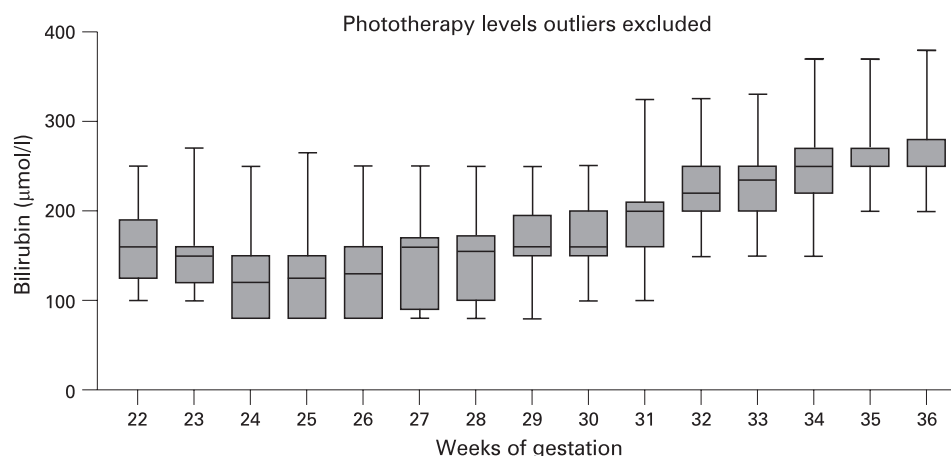 Phototherapy levels outliers excluded
400
300
200
100
0
Bilirubin (μmol/l)
22 23 24 25 26 27 28 29 30 31 32 33 34 35 36
Weeks of gestation